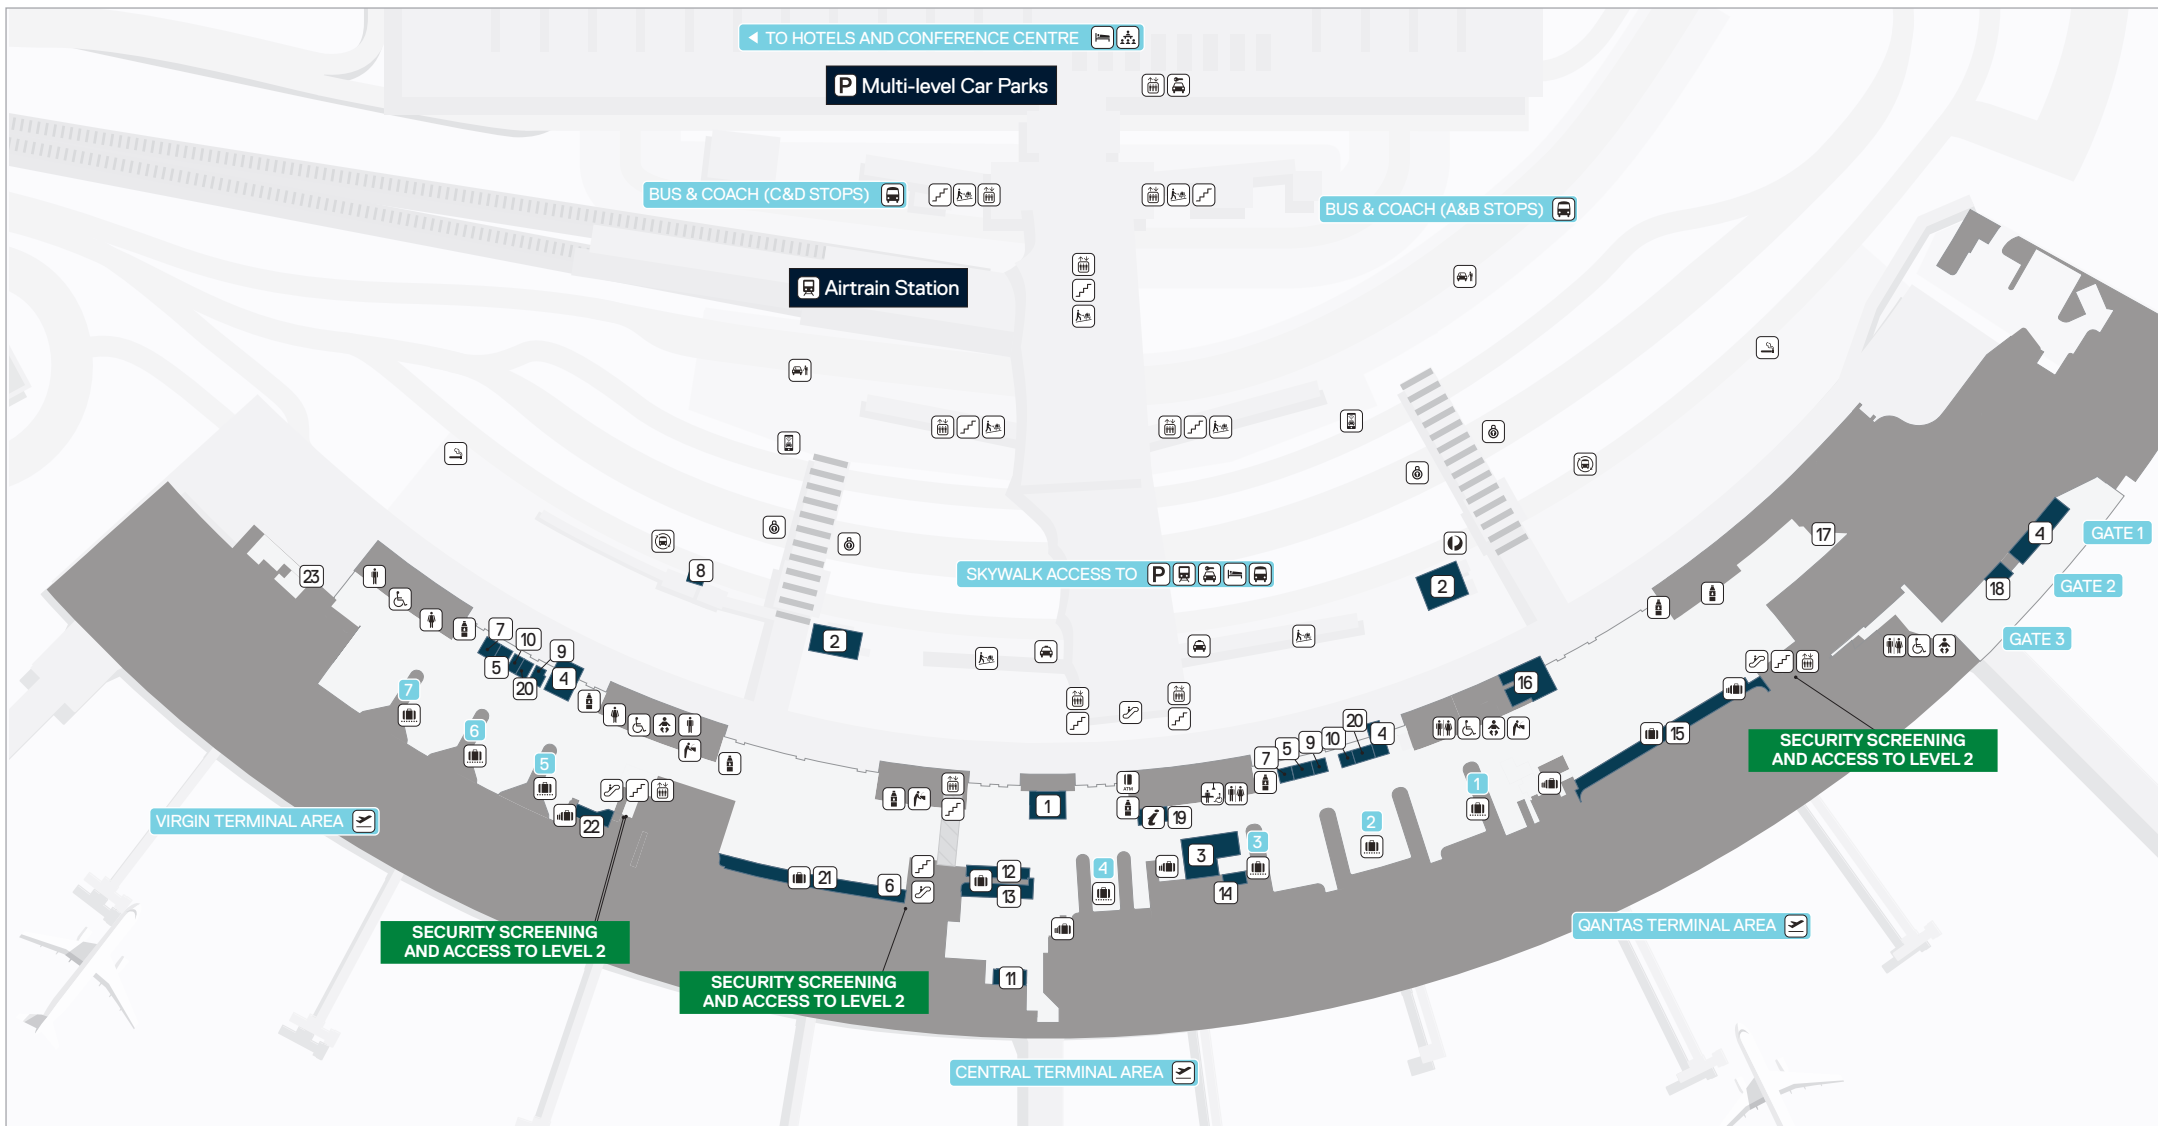 TO HOTELS AND CONFERENCE CENTRE
P Multi-level Car Parks
BUS & COACH (C&D STOPS)
BUS & COACH (A&B STOPS)
Airtrain Station
SKYWALK ACCESS TO P
17
4
GATE 1
23
8
2
GATE 2
18
7
10
9
2
GATE 3
5
20
4
16
7
6
20
10
4
9
5
7
15
SECURITY SCREENING
AND ACCESS TO LEVEL 2
5
1
ATM
1
VIRGIN TERMINAL AREA
22
i
19
2
3
3
12
4
21
6
13
14
SECURITY SCREENING
AND ACCESS TO LEVEL 2
QANTAS TERMINAL AREA
SECURITY SCREENING
AND ACCESS TO LEVEL 2
11
CENTRAL TERMINAL AREA